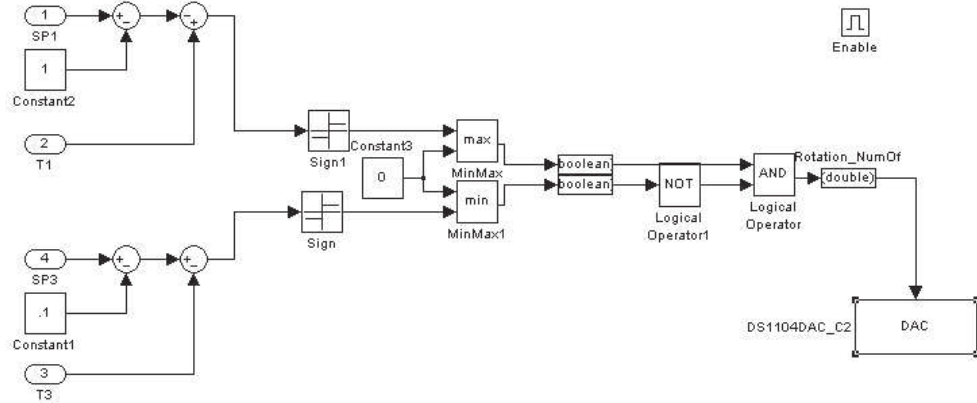 1
SP1
1
Constant2
2
T1
Enable
Sign1
Constant3
0
max
MinMax
min
MinMax1
boolean
boolean
NOT
Logical
Operator1
AND
Logical
Operator
Rotation_NumOf
(double)
Sign
4
SP3
.1
Constant1
3
T3
DS1104DAC_C2
DAC